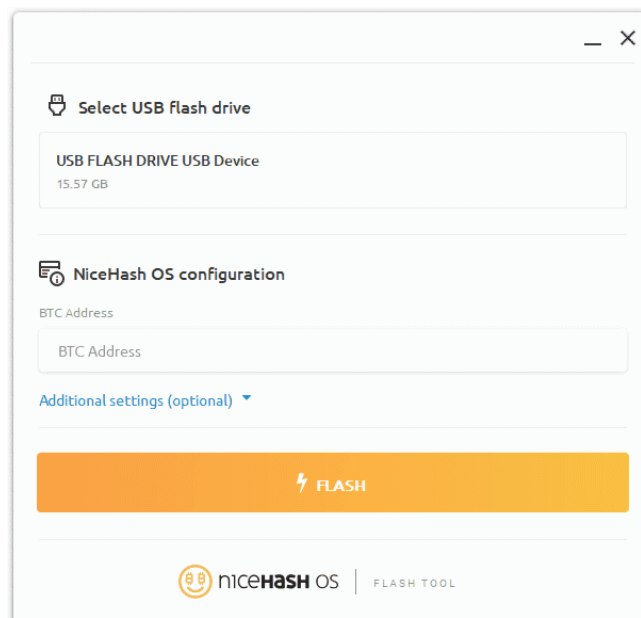 Select USB flash drive
USB FLASH DRIVE USB Device
15.57 GB
NiceHash OS configuration
BTC Address
BTC Address
Additional settings (optional)
FLASH
nıceHasH OS | FLASH TOOL